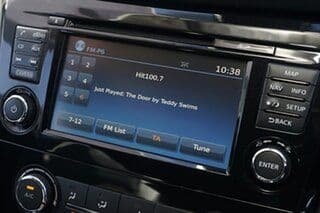 FM-P6
10:38
Hit100.7
1 4
2 5
3 6
Just Played: The Door by Teddy Swims
7-12 FM List TA Tune
MAP
NAV INFO
SETUP
BACK
ENTER
A/C